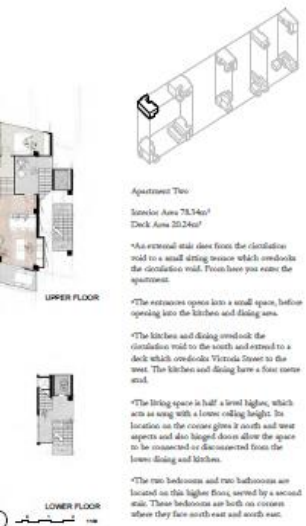 Apartment Two
Interior Area 78.34m²
Deck Area 20.24m²
•An external stair rises from the circulation
void to a small sitting terrace which overlooks
the circulation void. From here you enter the
apartment.
•The entrances opens into a small space, before
opening into the kitchen and dining area.
•The kitchen and dining overlook the
circulation void to the south and extend to a
deck which overlooks Victoria Street to the
west. The kitchen and dining have a four metre
stud.
•The living space is half a level higher, which
acts as snug with a lower ceiling height. Its
location on the corner gives it north and west
aspects and also hinged doors allow the space
to be connected or disconnected from the
lower dining and kitchen.
•The two bedrooms and two bathrooms are
located on this higher floor, served by a second
stair. These bedrooms are both on corners
where they face north east and south east.
UPPER FLOOR
LOWER FLOOR